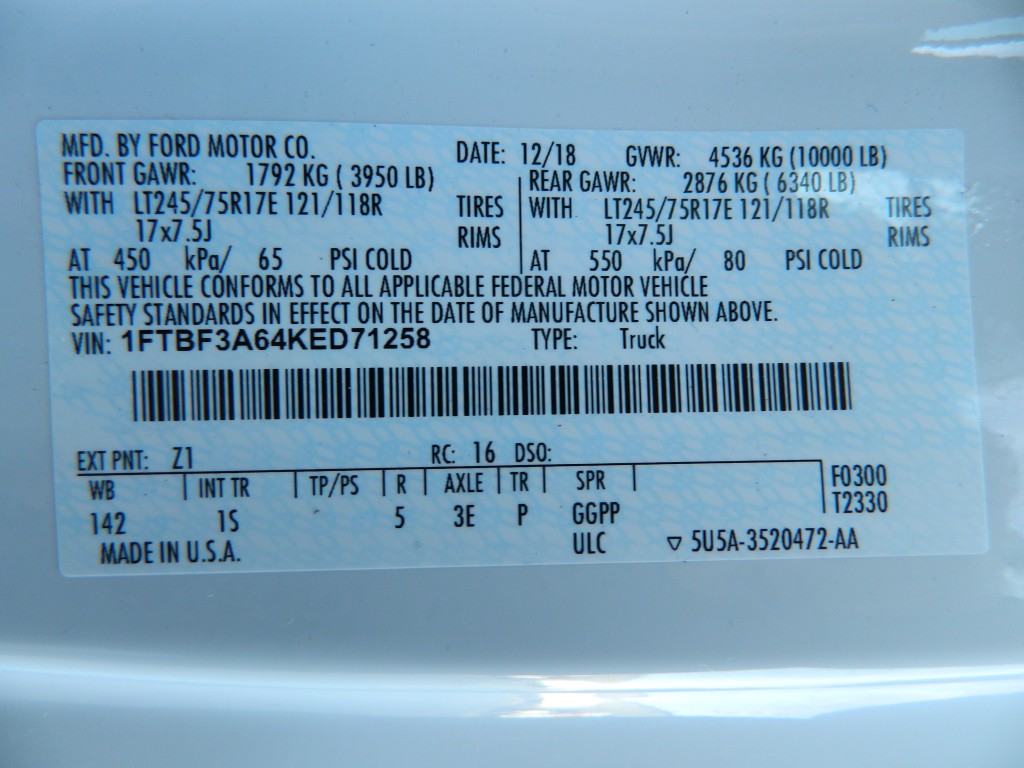 MFD. BY FORD MOTOR CO. DATE: 12/18 GVWR: 4536 KG (10000 LB)
FRONT GAWR: 1792 KG ( 3950 LB) REAR GAWR: 2876 KG ( 6340 LB)
WITH LT245/75R17E 121/118R TIRES WITH LT245/75R17E 121/118R TIRES
17x7.5J RIMS 17x7.5J RIMS
AT 450 kPa/ 65 PSI COLD AT 550 kPa/ 80 PSI COLD
THIS VEHICLE CONFORMS TO ALL APPLICABLE FEDERAL MOTOR VEHICLE
SAFETY STANDARDS IN EFFECT ON THE DATE OF MANUFACTURE SHOWN ABOVE.
VIN: 1FTBF3A64KED71258 TYPE: Truck
EXT PNT: Z1 RC: 16 DSO:
WB INT TR TP/PS R AXLE TR SPR F0300
T2330
142 1S 5 3E P GGPP
MADE IN U.S.A. ULC ▽ 5U5A-3520472-AA